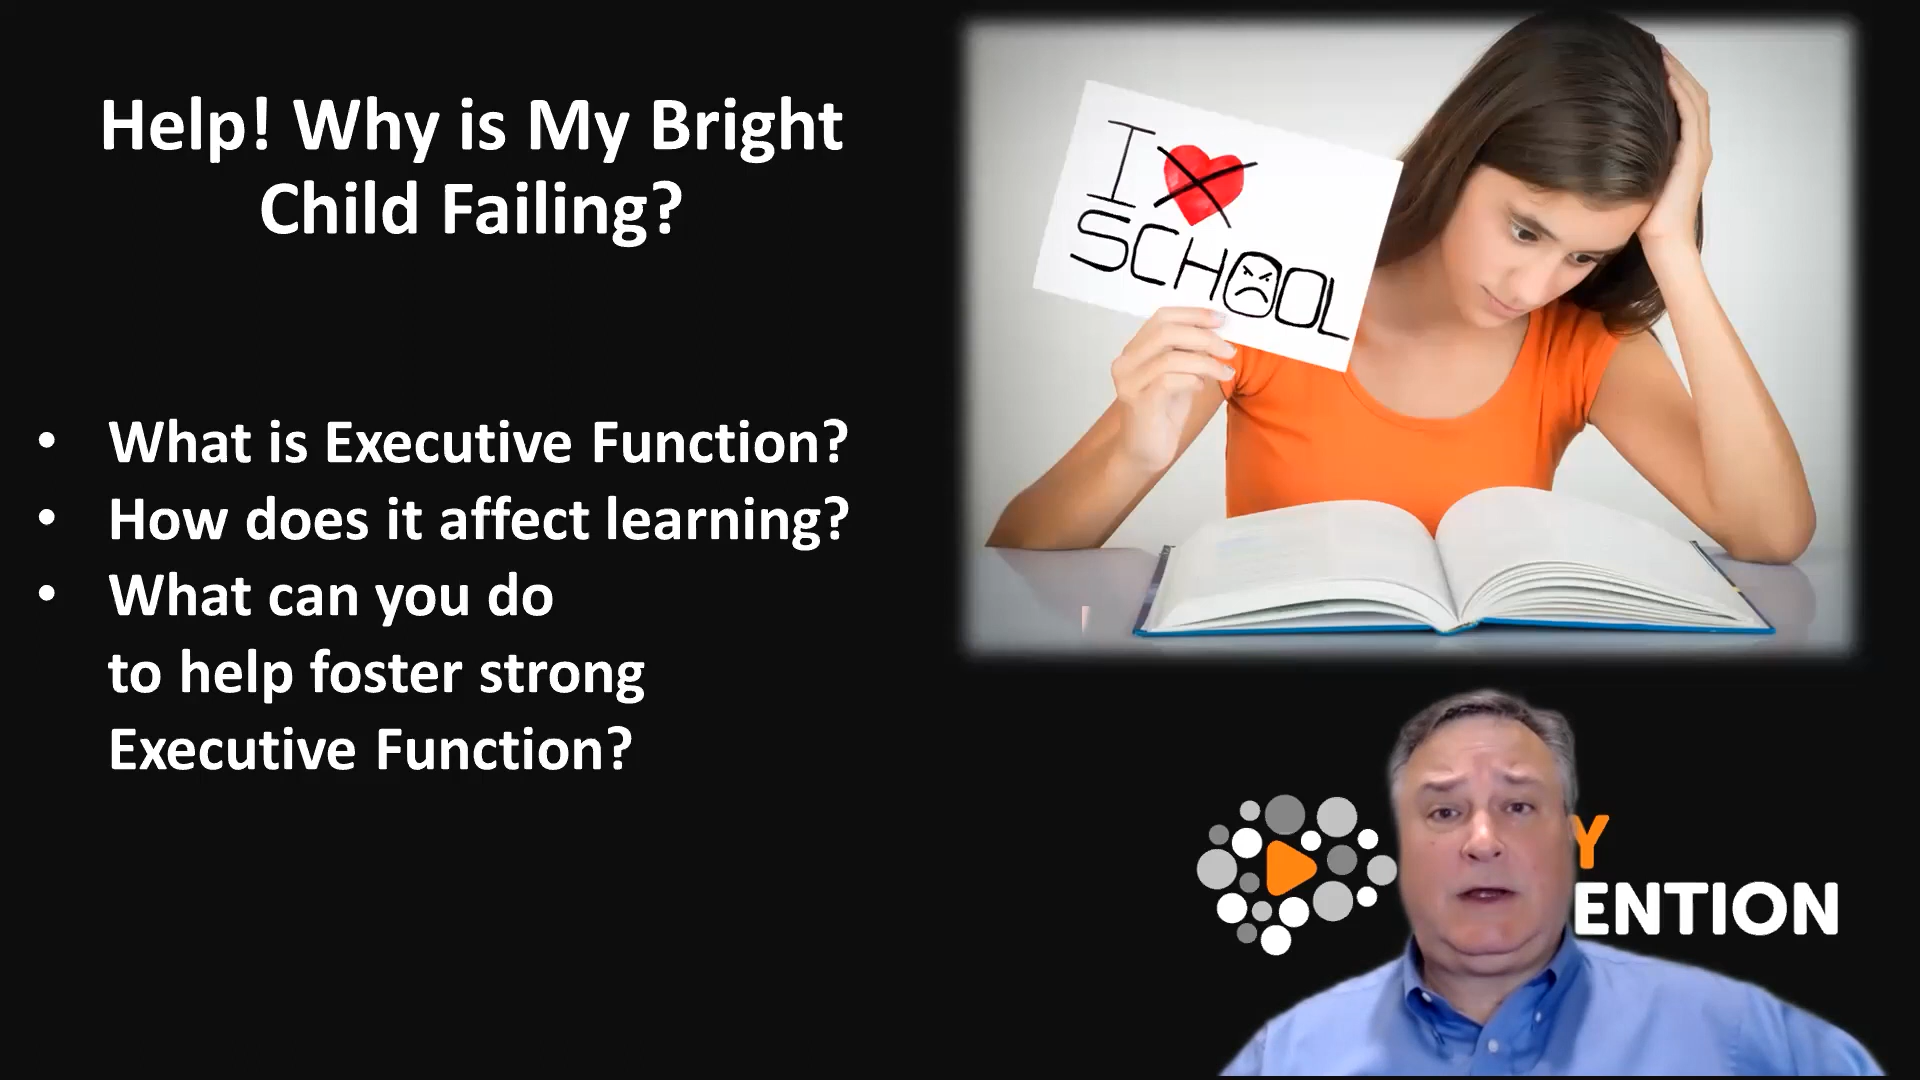 Help! Why is My Bright
Child Failing?
• What is Executive Function?
• How does it affect learning?
• What can you do
to help foster strong
Executive Function?
I
SCHOOL
Y
ENTION